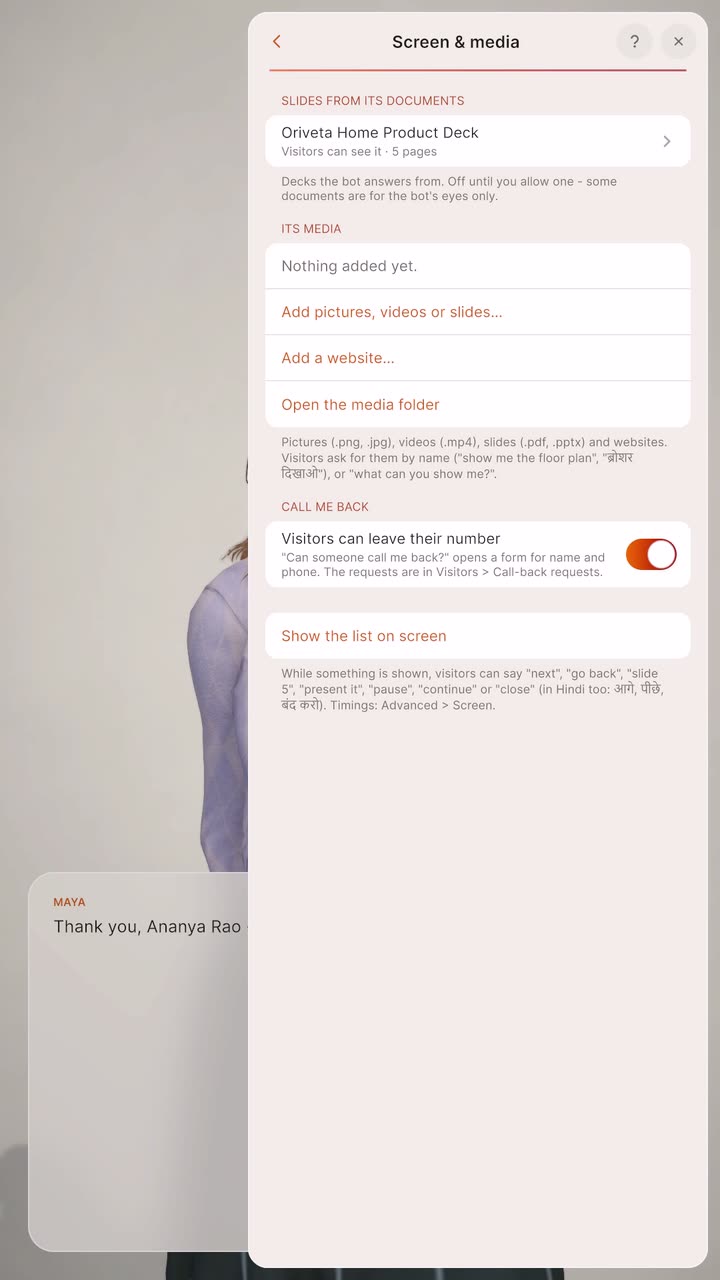 Screen & media
?
SLIDES FROM ITS DOCUMENTS
Oriveta Home Product Deck
Visitors can see it · 5 pages
Decks the bot answers from. Off until you allow one - some
documents are for the bot's eyes only.
ITS MEDIA
Nothing added yet.
Add pictures, videos or slides...
Add a website...
Open the media folder
Pictures (.png, .jpg), videos (.mp4), slides (.pdf, .pptx) and websites.
Visitors ask for them by name ("show me the floor plan", "ब्रोशर
दिखाओ"), or "what can you show me?".
CALL ME BACK
Visitors can leave their number
"Can someone call me back?" opens a form for name and
phone. The requests are in Visitors > Call-back requests.
Show the list on screen
While something is shown, visitors can say "next", "go back", "slide
5", "present it", "pause", "continue" or "close" (in Hindi too: आगे, पीछे,
बंद करो). Timings: Advanced > Screen.
MAYA
Thank you, Ananya Rao